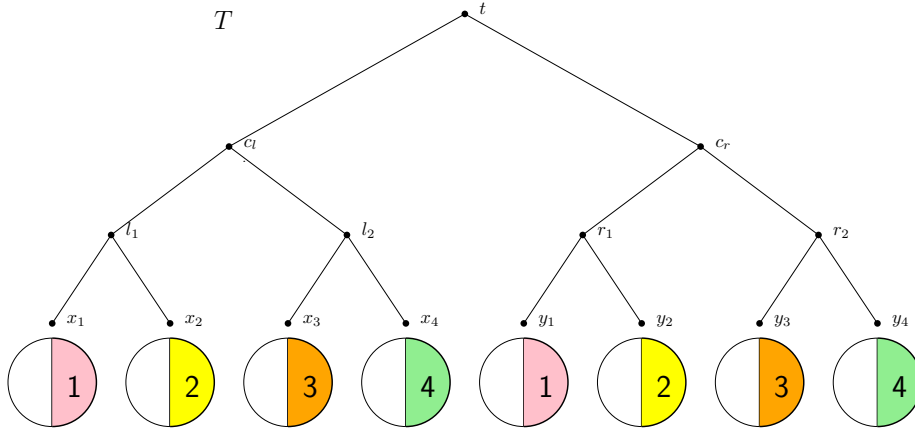 T t
c_l c_r
l_1 l_2 r_1 r_2
x_1 x_2 x_3 x_4 y_1 y_2 y_3 y_4
1 2 3 4 1 2 3 4